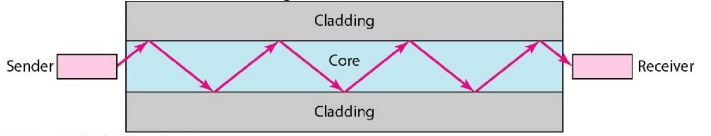 Cladding
Sender
Core
Receiver
Cladding